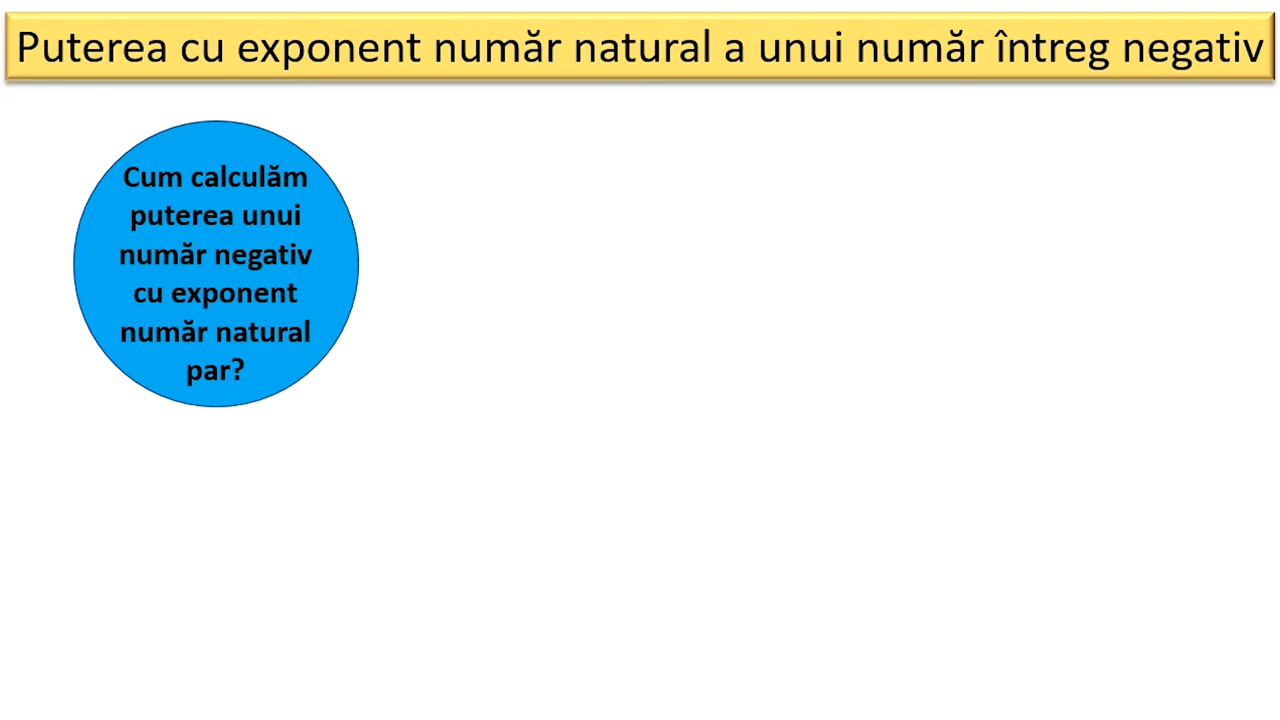 Puterea cu exponent număr natural a unui număr întreg negativ
Cum calculăm
puterea unui
număr negativ
cu exponent
număr natural
par?